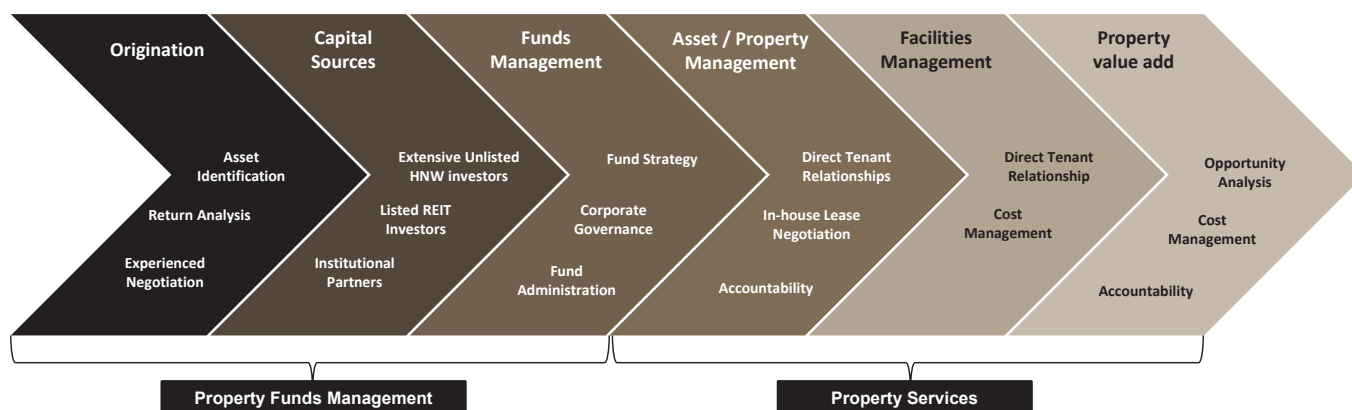 Origination
Asset
Identification
Return Analysis
Experienced
Negotiation
Capital
Sources
Extensive Unlisted
HNW investors
Listed REIT
Investors
Institutional
Partners
Funds
Management
Fund Strategy
Corporate
Governance
Fund
Administration
Asset / Property
Management
Direct Tenant
Relationships
In-house Lease
Negotiation
Accountability
Facilities
Management
Direct Tenant
Relationship
Cost
Management
Property
value add
Opportunity
Analysis
Cost
Management
Accountability
Property Funds Management
Property Services